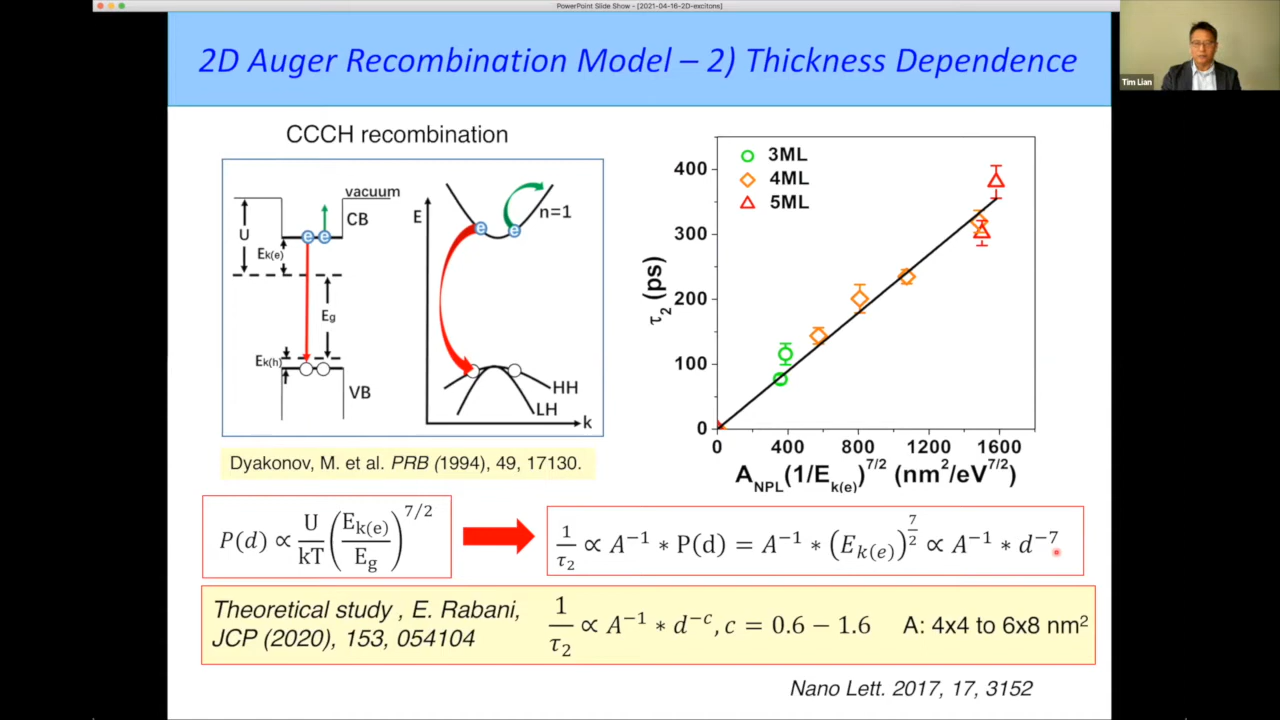 PowerPoint Slide Show - [2021-04-16-2D-excitons]
Tim Lian
2D Auger Recombination Model – 2) Thickness Dependence
CCCH recombination
vacuum
CB
U
Ek(e)
Eg
Ek(h)
VB
E
n=1
e e
e e
HH
LH
k
3ML
4ML
5ML
400
300
200
100
0
τ2 (ps)
0 400 800 1200 1600
A_NPL(1/E_k(e))^7/2 (nm²/eV^7/2)
Dyakonov, M. et al. PRB (1994), 49, 17130.
P(d) ∝ U/kT (E_k(e)/E_g)^7/2
1/τ₂ ∝ A⁻¹ ∗ P(d) = A⁻¹ ∗ (E_k(e))^7/2 ∝ A⁻¹ ∗ d⁻⁷
Theoretical study , E. Rabani,
JCP (2020), 153, 054104
1/τ₂ ∝ A⁻¹ ∗ d⁻ᶜ, c = 0.6 − 1.6 A: 4x4 to 6x8 nm²
Nano Lett. 2017, 17, 3152